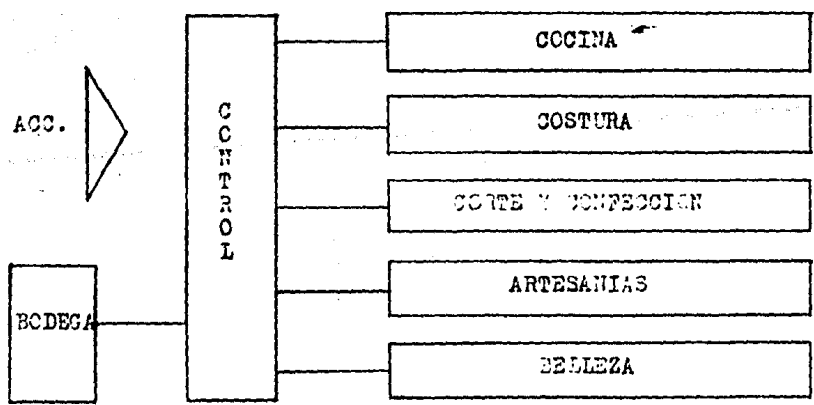 COCINA
ACC.
CONTROL
COSTURA
CORTE Y CONFECCION
BODEGA
ARTESANIAS
BELLEZA